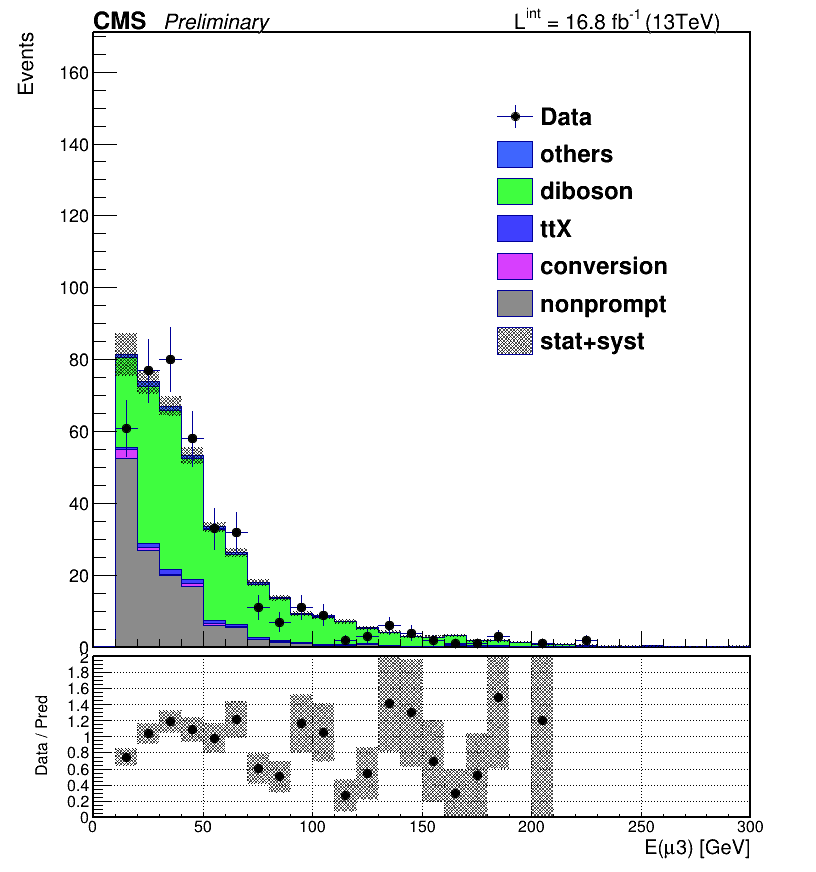 CMS Preliminary L^int = 16.8 fb^-1 (13TeV)
Events
160
140
120
100
80
60
40
20
0
Data
others
diboson
ttX
conversion
nonprompt
stat+syst
Data / Pred
2
1.8
1.6
1.4
1.2
1
0.8
0.6
0.4
0.2
0
0 50 100 150 200 250 300
E(μ3) [GeV]